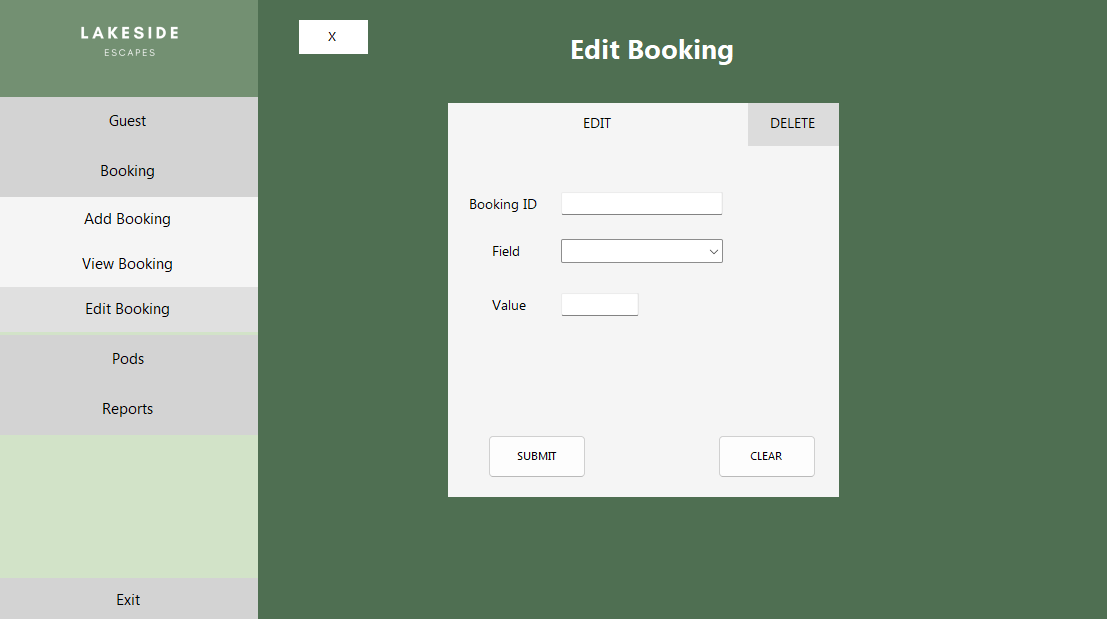 LAKESIDE
ESCAPES
Guest
Booking
Add Booking
View Booking
Edit Booking
Pods
Reports
Exit
X
Edit Booking
EDIT
DELETE
Booking ID
Field
Value
SUBMIT
CLEAR